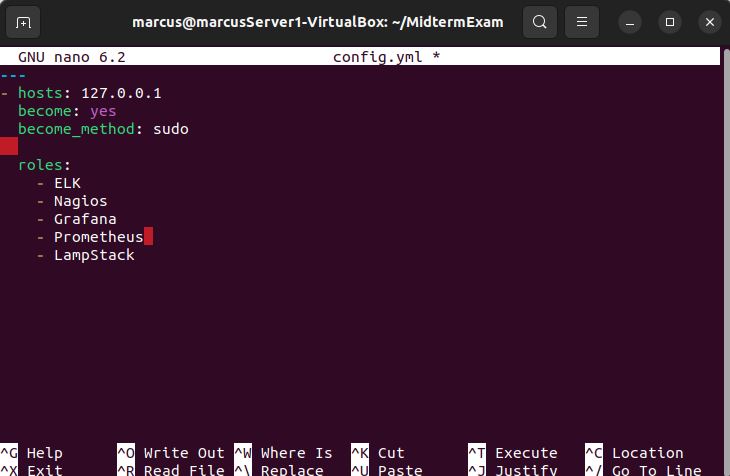 marcus@marcusServer1-VirtualBox: ~/MidtermExam
GNU nano 6.2 config.yml *
---
- hosts: 127.0.0.1
  become: yes
  become_method: sudo
  roles:
    - ELK
    - Nagios
    - Grafana
    - Prometheus
    - LampStack
^G Help ^O Write Out ^W Where Is ^K Cut ^T Execute ^C Location
^X Exit ^R Read File ^\ Replace ^U Paste ^J Justify ^/ Go To Line